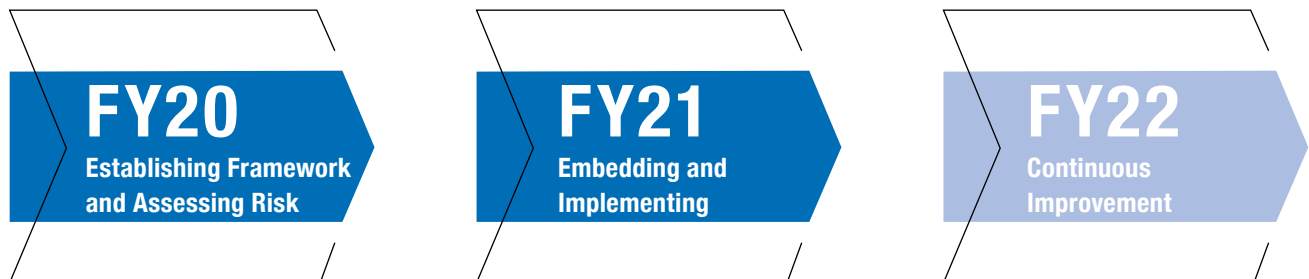 FY20
Establishing Framework
and Assessing Risk
FY21
Embedding and
Implementing
FY22
Continuous
Improvement